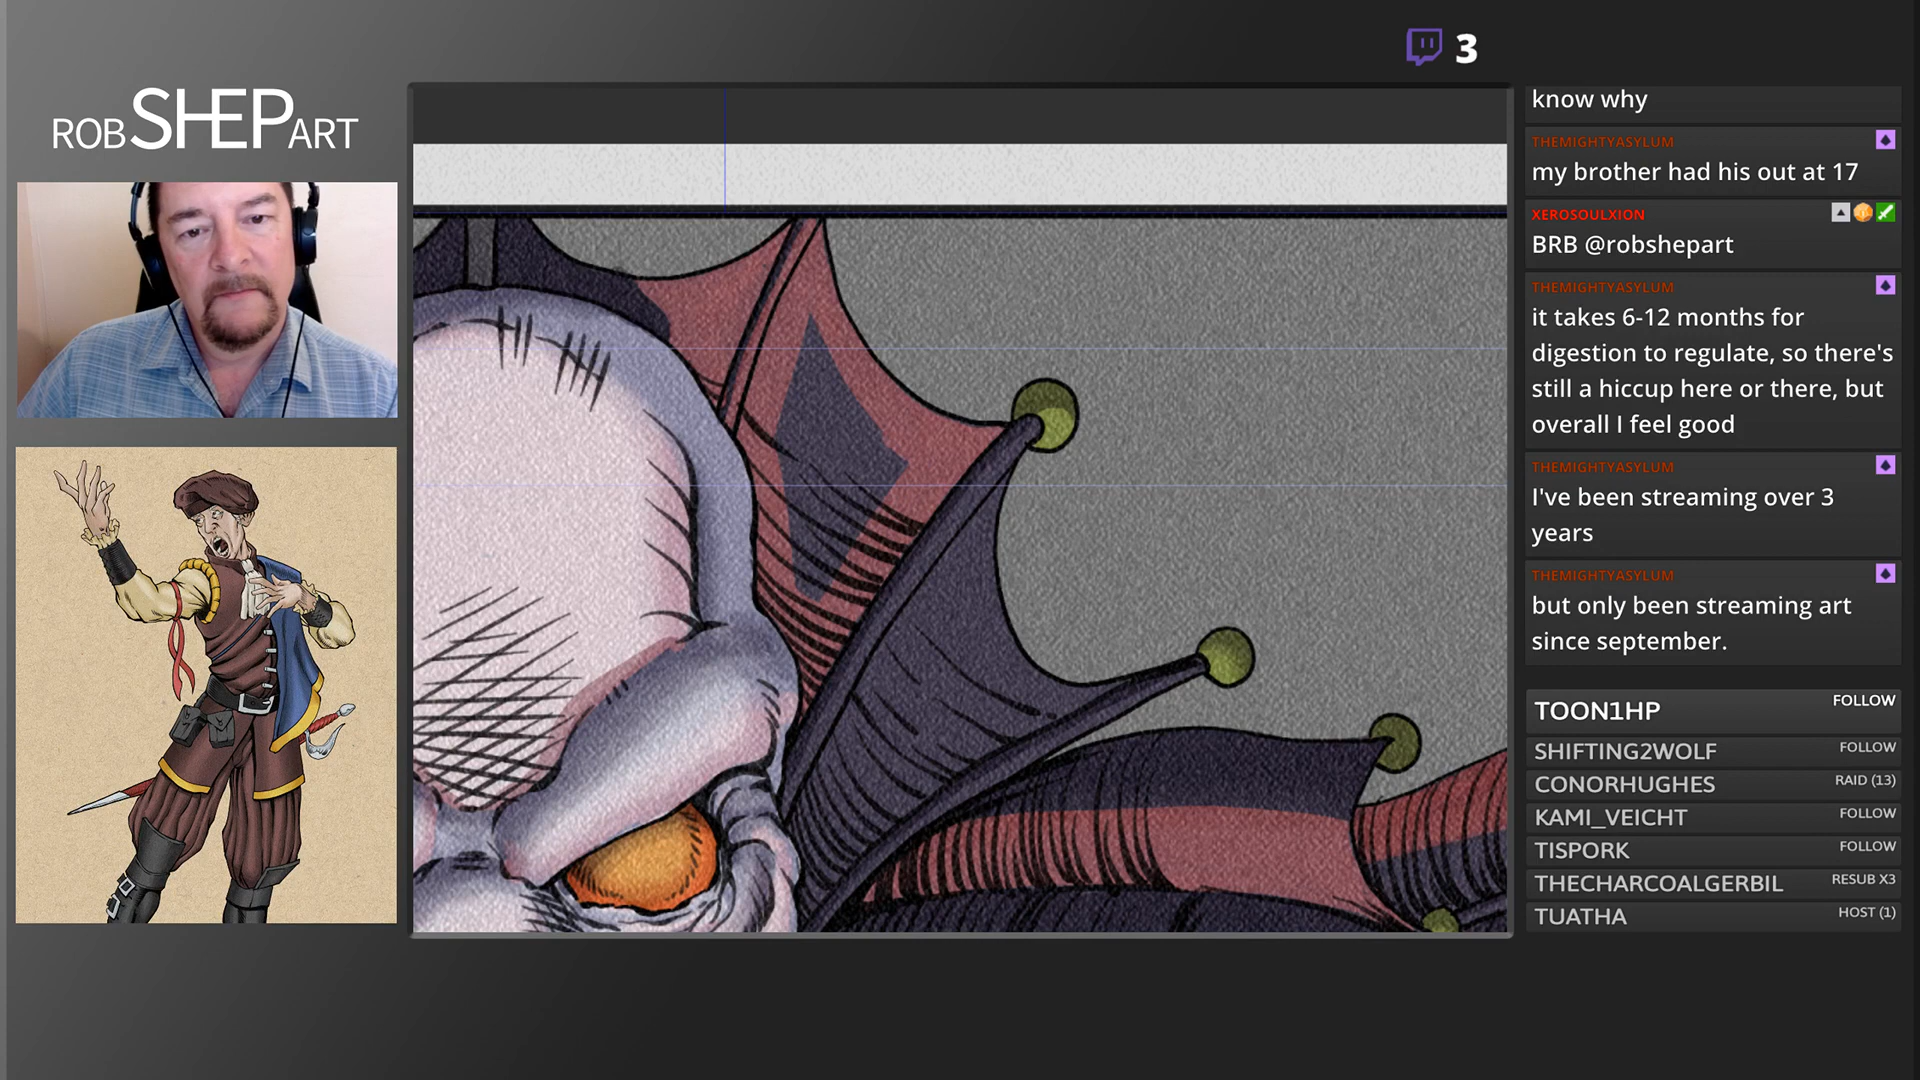 3
ROBSHEPART
know why
THEMIGHTYASYLUM
my brother had his out at 17
XEROSOULXION
BRB @robshepart
THEMIGHTYASYLUM
it takes 6-12 months for
digestion to regulate, so there's
still a hiccup here or there, but
overall I feel good
THEMIGHTYASYLUM
I've been streaming over 3
years
THEMIGHTYASYLUM
but only been streaming art
since september.
TOON1HP FOLLOW
SHIFTING2WOLF FOLLOW
CONORHUGHES RAID (13)
KAMI_VEICHT FOLLOW
TISPORK FOLLOW
THECHARCOALGERBIL RESUB X3
TUATHA HOST (1)